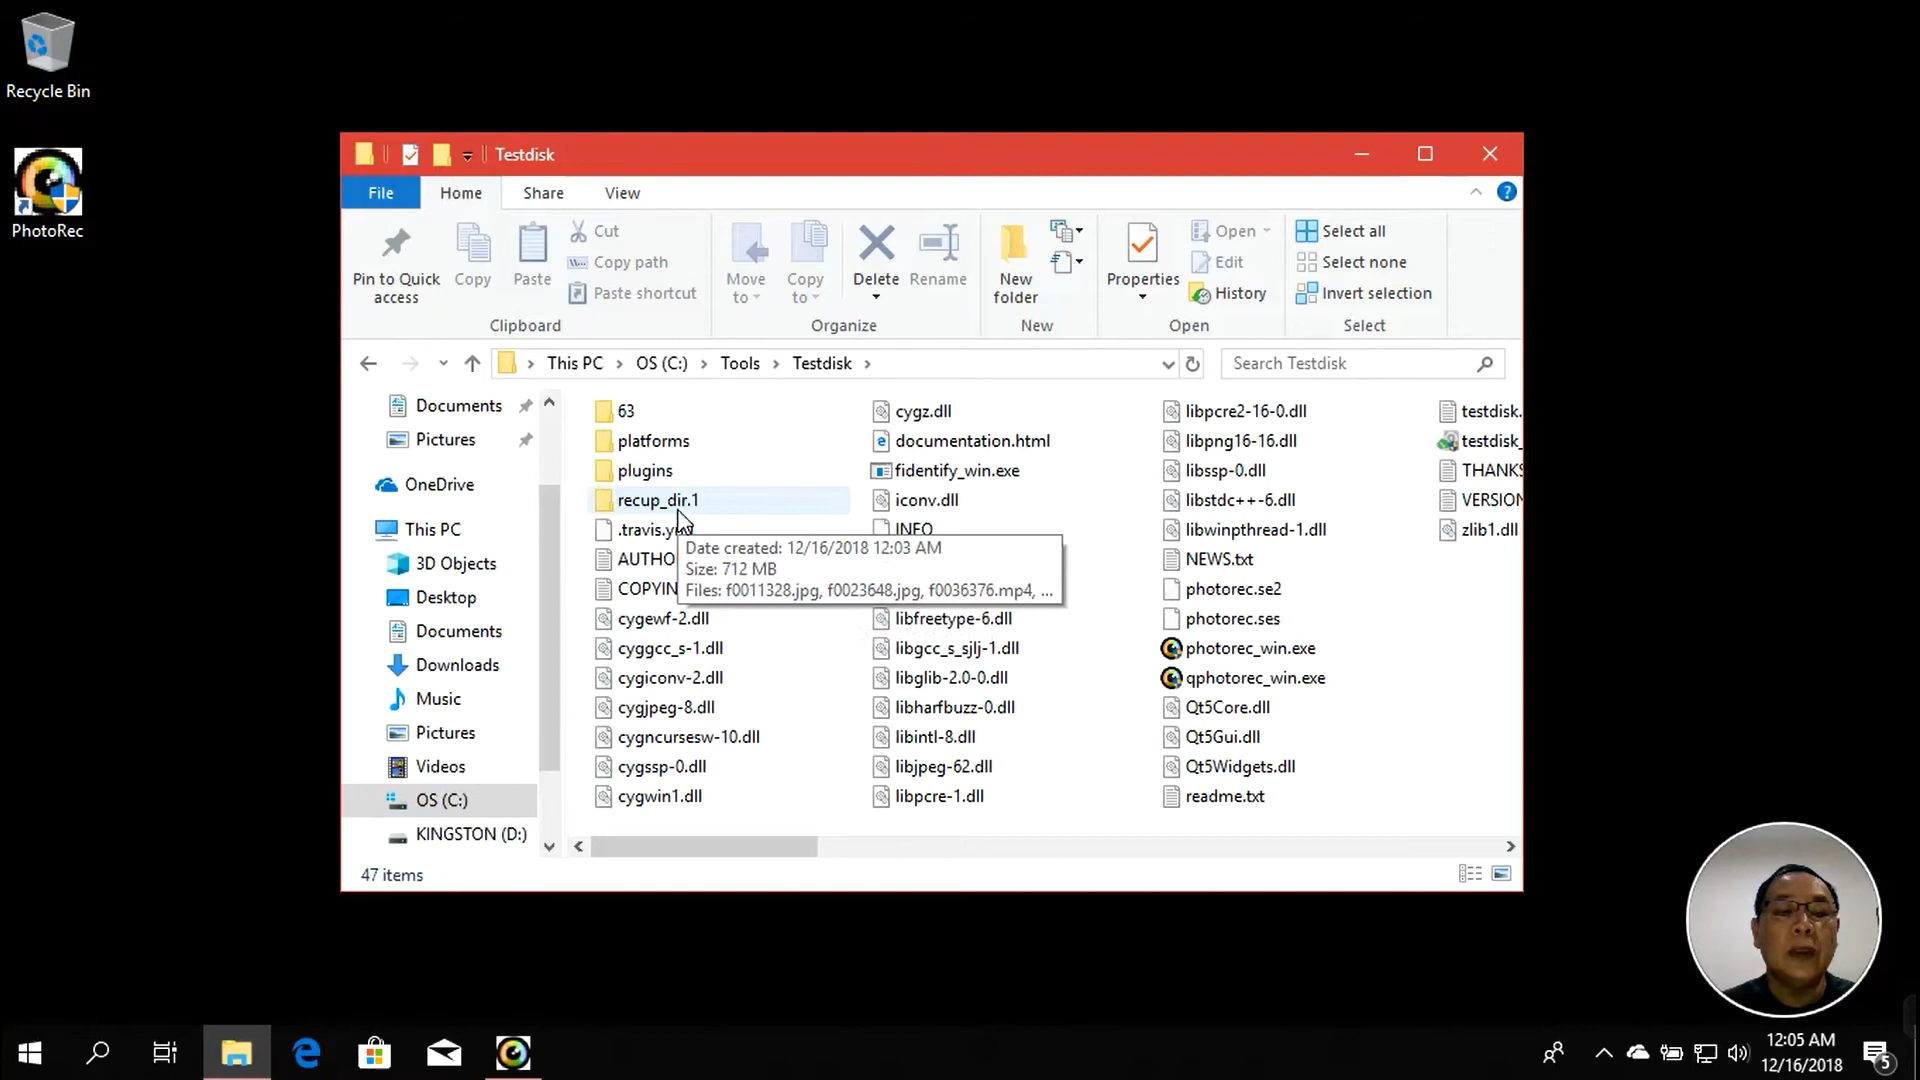 Recycle Bin
PhotoRec
Testdisk
File
Home
Share
View
Pin to Quick
access
Copy
Paste
Cut
Copy path
Paste shortcut
Clipboard
Move
to
Copy
to
Delete
Rename
Organize
New
folder
New
Properties
Open
Edit
History
Open
Select all
Select none
Invert selection
Select
This PC
OS (C:)
Tools
Testdisk
Search Testdisk
Documents
Pictures
OneDrive
This PC
3D Objects
Desktop
Documents
Downloads
Music
Pictures
Videos
OS (C:)
KINGSTON (D:)
63
platforms
plugins
recup_dir.1
.travis.y
AUTHO
COPYIN
cygewf-2.dll
cyggcc_s-1.dll
cygiconv-2.dll
cygjpeg-8.dll
cygncursesw-10.dll
cygssp-0.dll
cygwin1.dll
cygz.dll
documentation.html
fidentify_win.exe
iconv.dll
INFO
Date created: 12/16/2018 12:03 AM
Size: 712 MB
Files: f0011328.jpg, f0023648.jpg, f0036376.mp4, ...
libfreetype-6.dll
libgcc_s_sjlj-1.dll
libglib-2.0-0.dll
libharfbuzz-0.dll
libintl-8.dll
libjpeg-62.dll
libpcre-1.dll
libpcre2-16-0.dll
libpng16-16.dll
libssp-0.dll
libstdc++-6.dll
libwinpthread-1.dll
NEWS.txt
photorec.se2
photorec.ses
photorec_win.exe
qphotorec_win.exe
Qt5Core.dll
Qt5Gui.dll
Qt5Widgets.dll
readme.txt
testdisk.
testdisk_
THANKS
VERSION
zlib1.dll
47 items
12:05 AM
12/16/2018
5